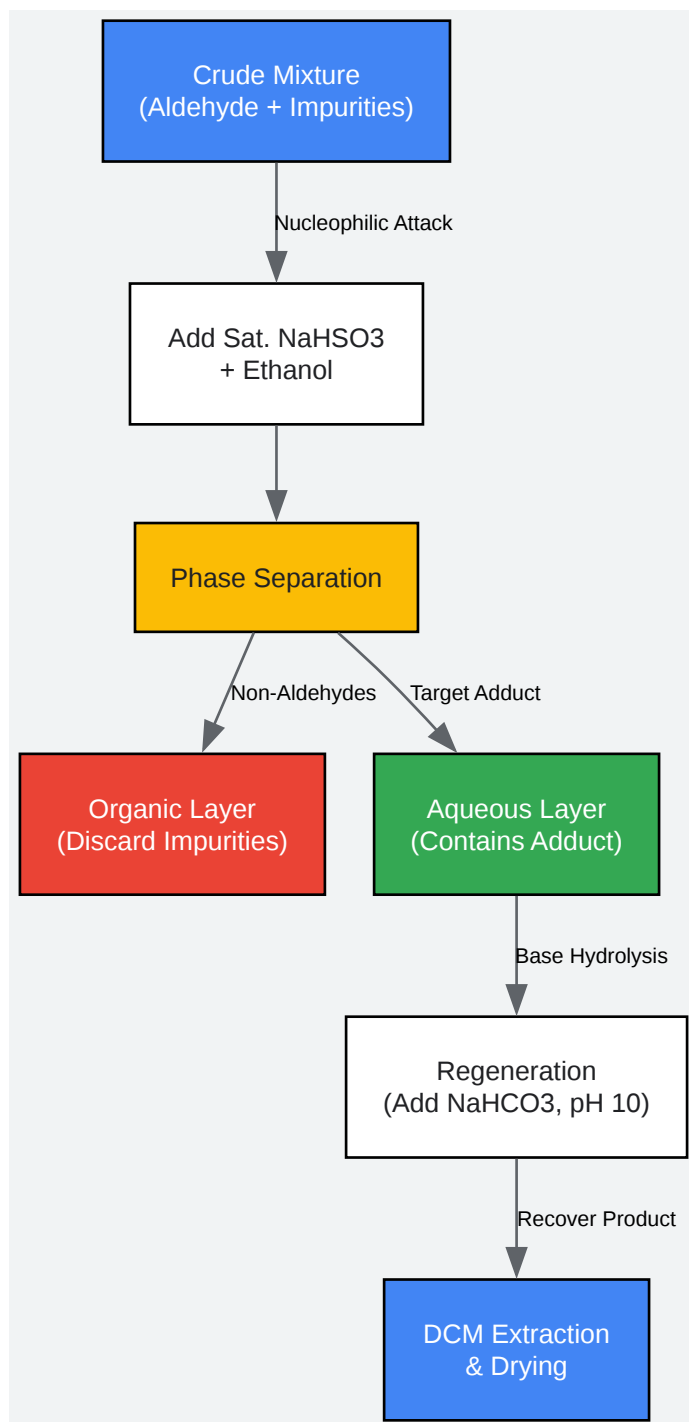 Crude Mixture
(Aldehyde + Impurities)
Nucleophilic Attack
Add Sat. NaHSO3
+ Ethanol
Phase Separation
Non-Aldehydes
Target Adduct
Organic Layer
(Discard Impurities)
Aqueous Layer
(Contains Adduct)
Base Hydrolysis
Regeneration
(Add NaHCO3, pH 10)
Recover Product
DCM Extraction
& Drying